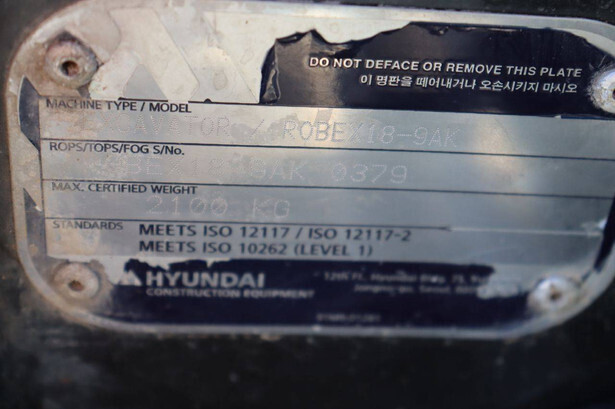 DO NOT DEFACE OR REMOVE THIS PLATE
이 명판을 떼어내거나 오손시키지 마시오
MACHINE TYPE / MODEL
/ ROBEX18-9AK
ROPS/TOPS/FOG S/No.
0379
MAX. CERTIFIED WEIGHT
2100 KG
STANDARDS MEETS ISO 12117 / ISO 12117-2
MEETS ISO 10262 (LEVEL 1)
HYUNDAI
CONSTRUCTION EQUIPMENT